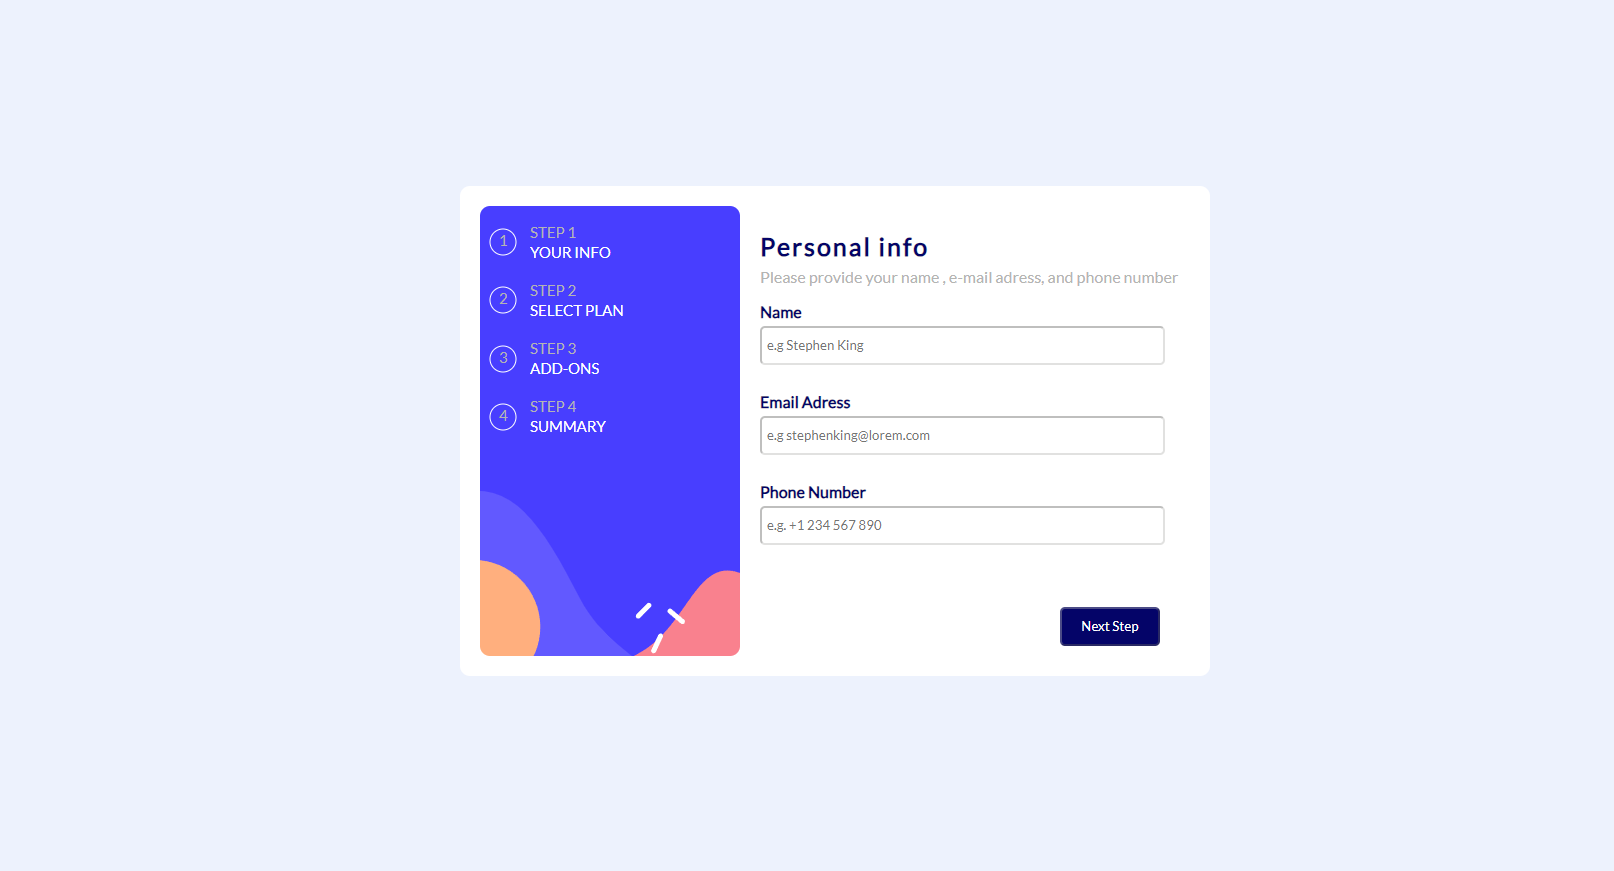 1
STEP 1
YOUR INFO
2
STEP 2
SELECT PLAN
3
STEP 3
ADD-ONS
4
STEP 4
SUMMARY
Personal info
Please provide your name , e-mail adress, and phone number
Name
e.g Stephen King
Email Adress
e.g stephenking@lorem.com
Phone Number
e.g. +1 234 567 890
Next Step